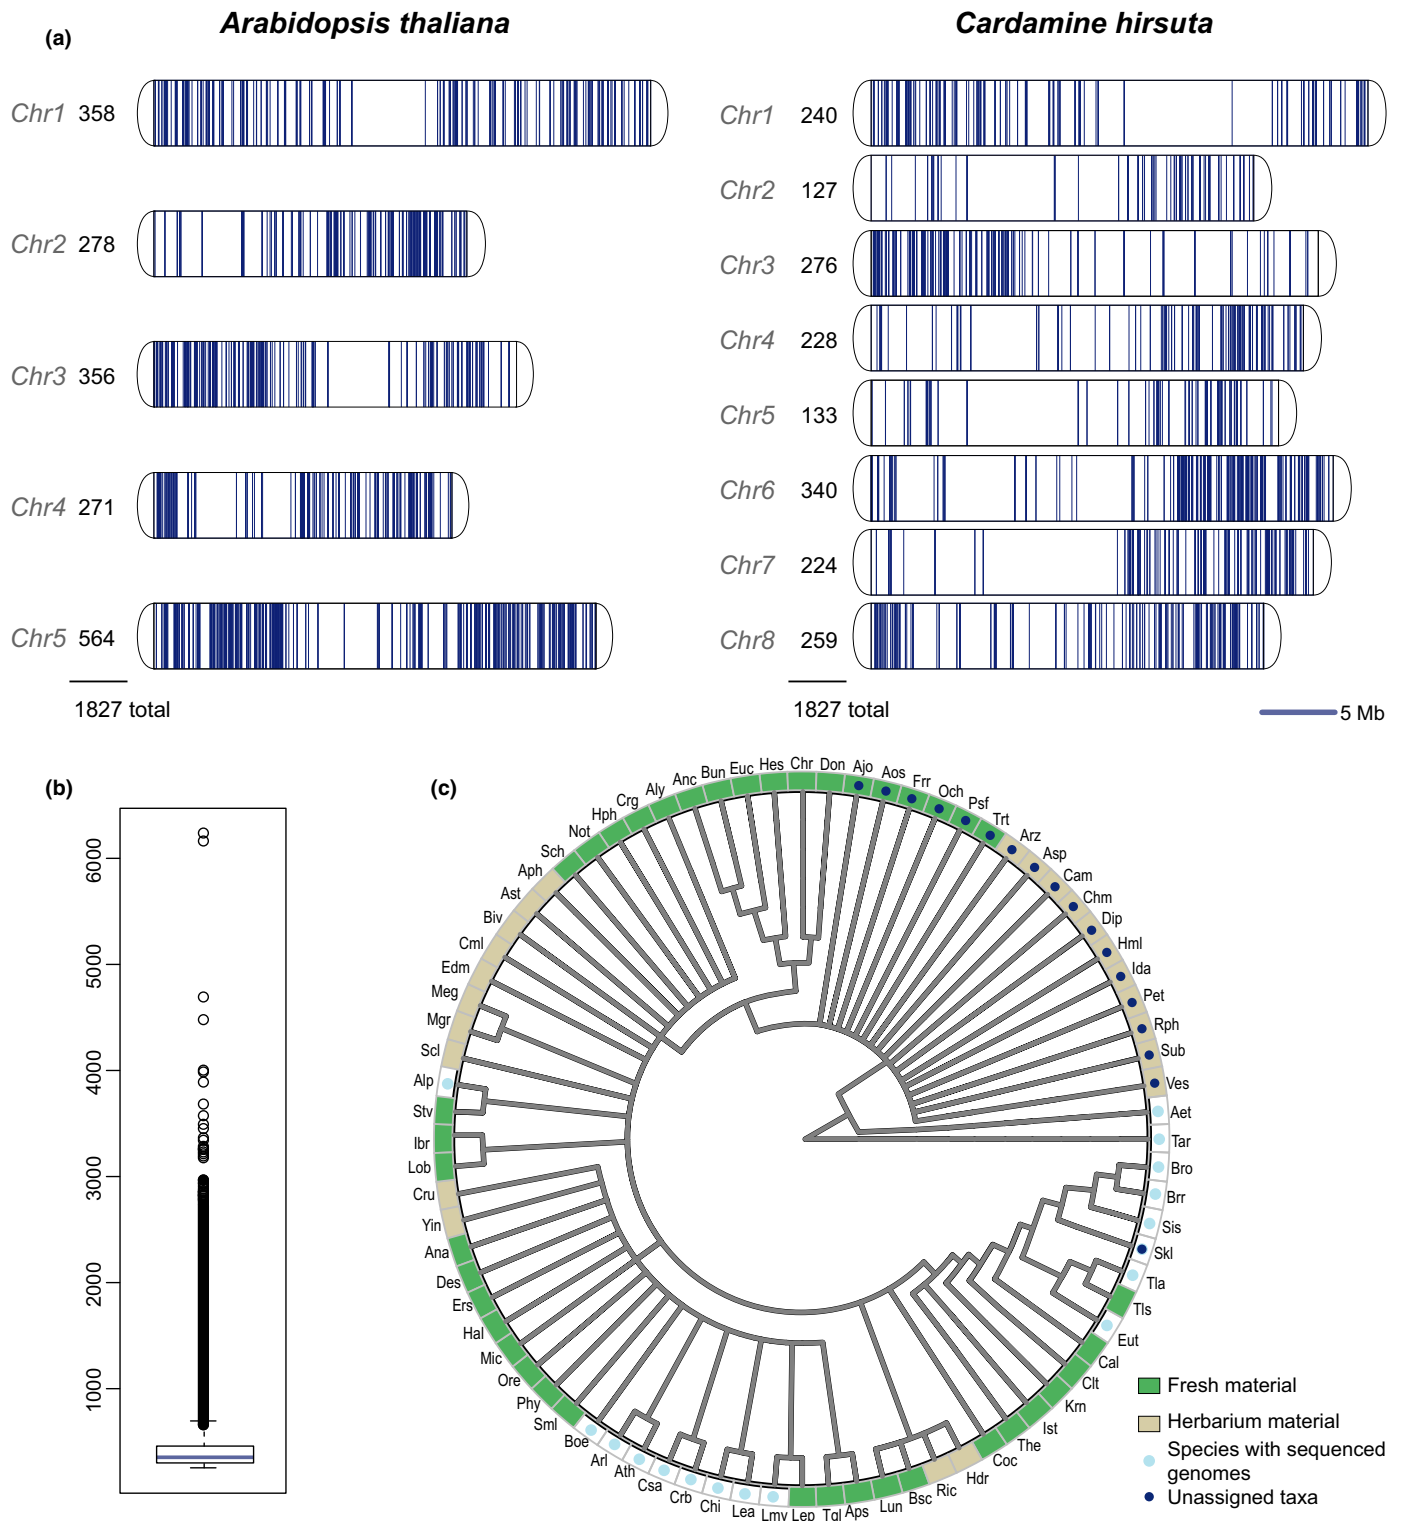 (a)
Arabidopsis thaliana
Chr1 358
Chr2 278
Chr3 356
Chr4 271
Chr5 564
1827 total
Cardamine hirsuta
Chr1 240
Chr2 127
Chr3 276
Chr4 228
Chr5 133
Chr6 340
Chr7 224
Chr8 259
1827 total
5 Mb
(b)
6000
5000
4000
3000
2000
1000
(c)
Chr
Don
Ajo
Aos
Frr
Och
Psf
Trt
Arz
Asp
Cam
Chm
Dip
Hml
Ida
Pet
Rph
Sub
Ves
Aet
Tar
Bro
Brr
Sis
Skl
Tla
Tls
Eut
Cal
Clt
Krn
Ist
The
Coc
Hdr
Ric
Bsc
Lun
Aps
Tgl
Lep
Lmy
Lea
Chi
Crb
Csa
Ath
Arl
Boe
Sml
Phy
Ore
Mic
Hal
Ers
Des
Ana
Yin
Cru
Lob
Ibr
Stv
Alp
Scl
Mgr
Meg
Edm
Cml
Biv
Ast
Aph
Sch
Not
Hph
Crg
Aly
Anc
Bun
Euc
Hes
Fresh material
Herbarium material
Species with sequenced
genomes
Unassigned taxa